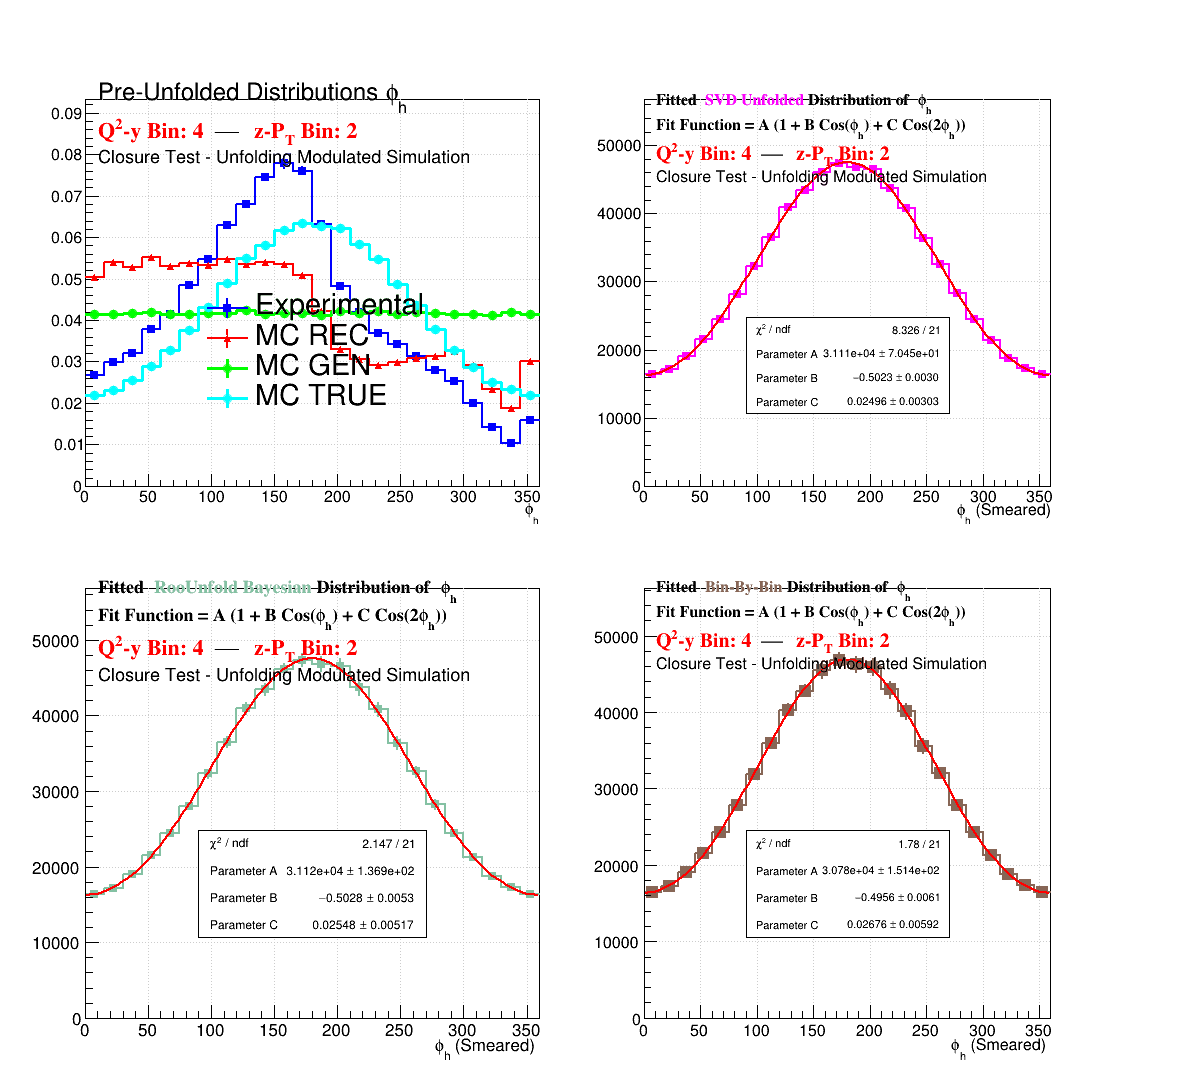 Pre-Unfolded Distributions ϕh
Q²-y Bin: 4 — z-PT Bin: 2
Closure Test - Unfolding Modulated Simulation
0.09
0.08
0.07
0.06
0.05
0.04
0.03
0.02
0.01
0
Experimental
MC REC
MC GEN
MC TRUE
0 50 100 150 200 250 300 350
ϕh
Fitted SVD Unfolded Distribution of ϕh
Fit Function = A (1 + B Cos(ϕh) + C Cos(2ϕh))
Q²-y Bin: 4 — z-PT Bin: 2
Closure Test - Unfolding Modulated Simulation
50000
40000
30000
20000
10000
0
χ² / ndf 8.326 / 21
Parameter A 3.111e+04 ± 7.045e+01
Parameter B −0.5023 ± 0.0030
Parameter C 0.02496 ± 0.00303
0 50 100 150 200 250 300 350
ϕh (Smeared)
Fitted RooUnfold Bayesian Distribution of ϕh
Fit Function = A (1 + B Cos(ϕh) + C Cos(2ϕh))
Q²-y Bin: 4 — z-PT Bin: 2
Closure Test - Unfolding Modulated Simulation
50000
40000
30000
20000
10000
0
χ² / ndf 2.147 / 21
Parameter A 3.112e+04 ± 1.369e+02
Parameter B −0.5028 ± 0.0053
Parameter C 0.02548 ± 0.00517
0 50 100 150 200 250 300 350
ϕh (Smeared)
Fitted Bin-By-Bin Distribution of ϕh
Fit Function = A (1 + B Cos(ϕh) + C Cos(2ϕh))
Q²-y Bin: 4 — z-PT Bin: 2
Closure Test - Unfolding Modulated Simulation
50000
40000
30000
20000
10000
0
χ² / ndf 1.78 / 21
Parameter A 3.078e+04 ± 1.514e+02
Parameter B −0.4956 ± 0.0061
Parameter C 0.02676 ± 0.00592
0 50 100 150 200 250 300 350
ϕh (Smeared)